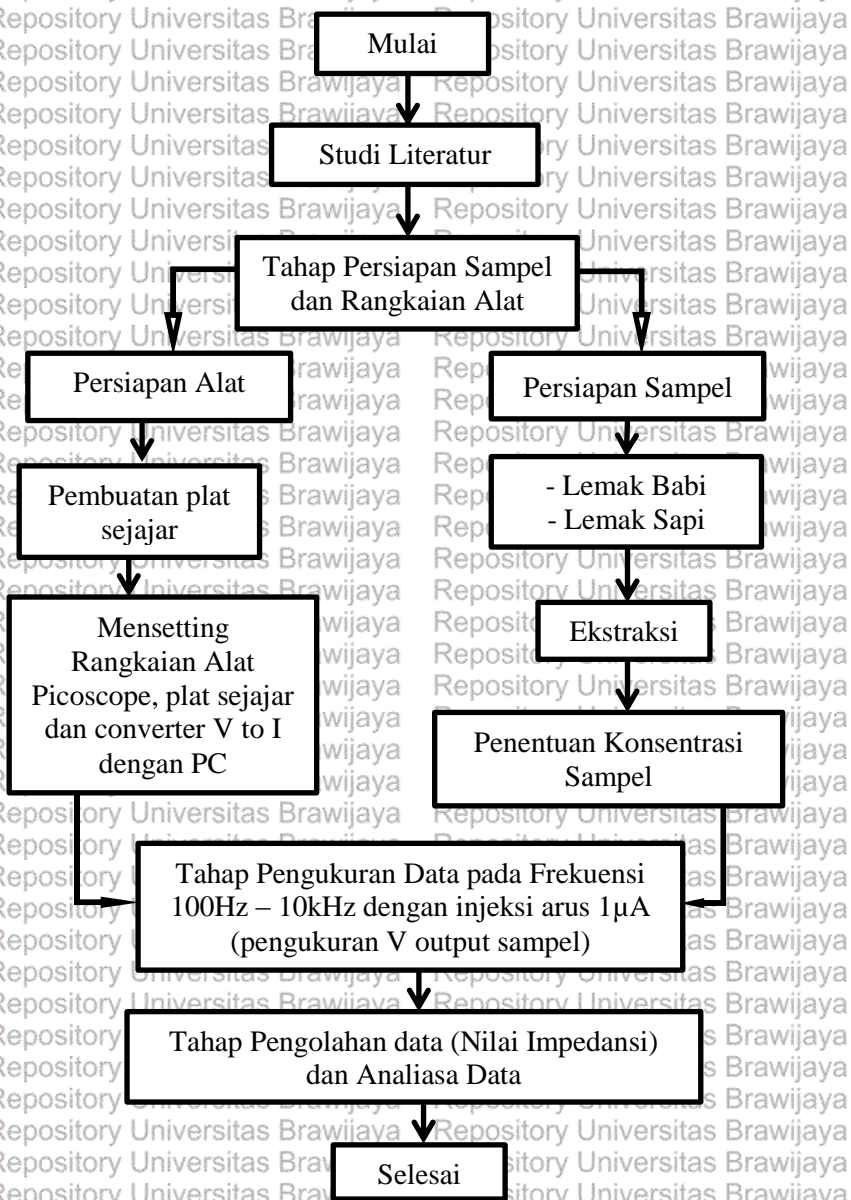 Mulai
Studi Literatur
Tahap Persiapan Sampel
dan Rangkaian Alat
Persiapan Alat
Persiapan Sampel
Pembuatan plat
sejajar
- Lemak Babi
- Lemak Sapi
Mensetting
Rangkaian Alat
Picoscope, plat sejajar
dan converter V to I
dengan PC
Ekstraksi
Penentuan Konsentrasi
Sampel
Tahap Pengukuran Data pada Frekuensi
100Hz – 10kHz dengan injeksi arus 1µA
(pengukuran V output sampel)
Tahap Pengolahan data (Nilai Impedansi)
dan Analiasa Data
Selesai
Repository Universitas Brawijaya